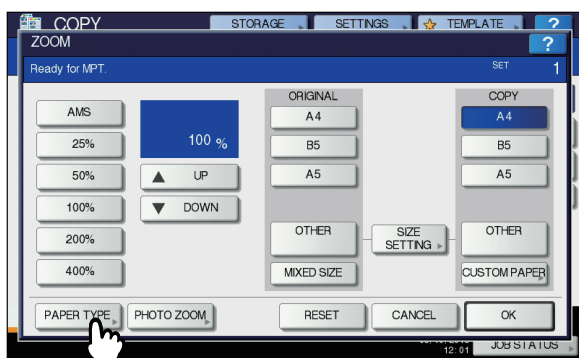 COPY STORAGE SETTINGS TEMPLATE ?
ZOOM ?
Ready for MPT. SET 1
ORIGINAL COPY
AMS A4 A4
25% 100 % B5 B5
50% UP A5 A5
100% DOWN
200% OTHER SIZE SETTING OTHER
400% MIXED SIZE CUSTOM PAPER
PAPER TYPE PHOTO ZOOM RESET CANCEL OK
12: 01 JOB STATUS